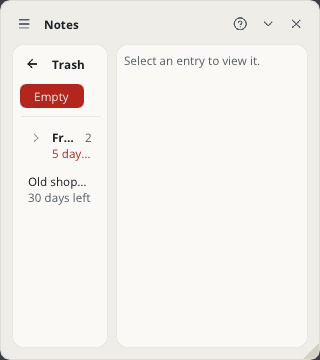 Notes
Trash
Empty
Fr... 2
5 day...
Old shop...
30 days left
Select an entry to view it.